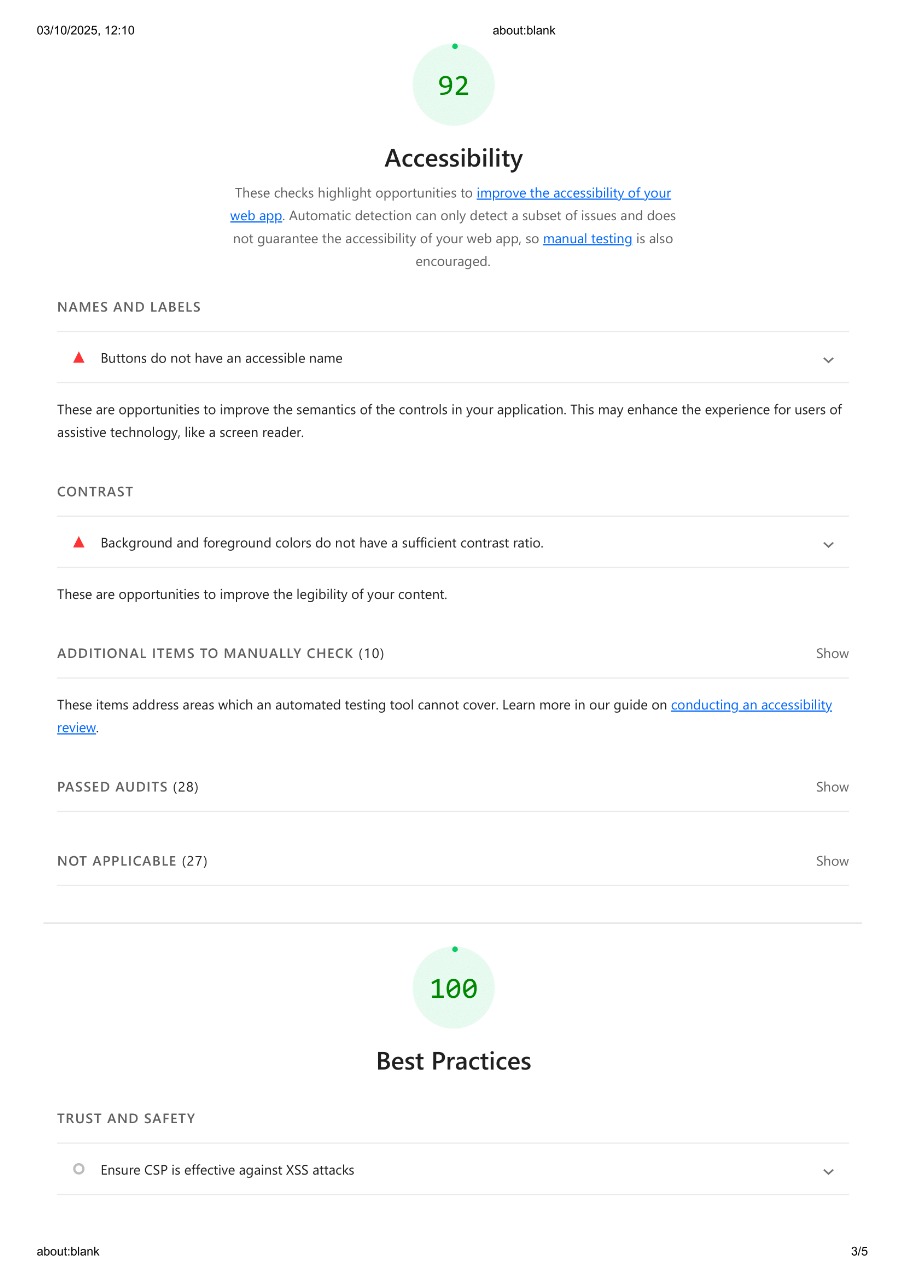 03/10/2025, 12:10 about:blank
92
Accessibility
These checks highlight opportunities to improve the accessibility of your
web app. Automatic detection can only detect a subset of issues and does
not guarantee the accessibility of your web app, so manual testing is also
encouraged.
NAMES AND LABELS
Buttons do not have an accessible name
These are opportunities to improve the semantics of the controls in your application. This may enhance the experience for users of
assistive technology, like a screen reader.
CONTRAST
Background and foreground colors do not have a sufficient contrast ratio.
These are opportunities to improve the legibility of your content.
ADDITIONAL ITEMS TO MANUALLY CHECK (10) Show
These items address areas which an automated testing tool cannot cover. Learn more in our guide on conducting an accessibility
review.
PASSED AUDITS (28) Show
NOT APPLICABLE (27) Show
100
Best Practices
TRUST AND SAFETY
Ensure CSP is effective against XSS attacks
about:blank 3/5